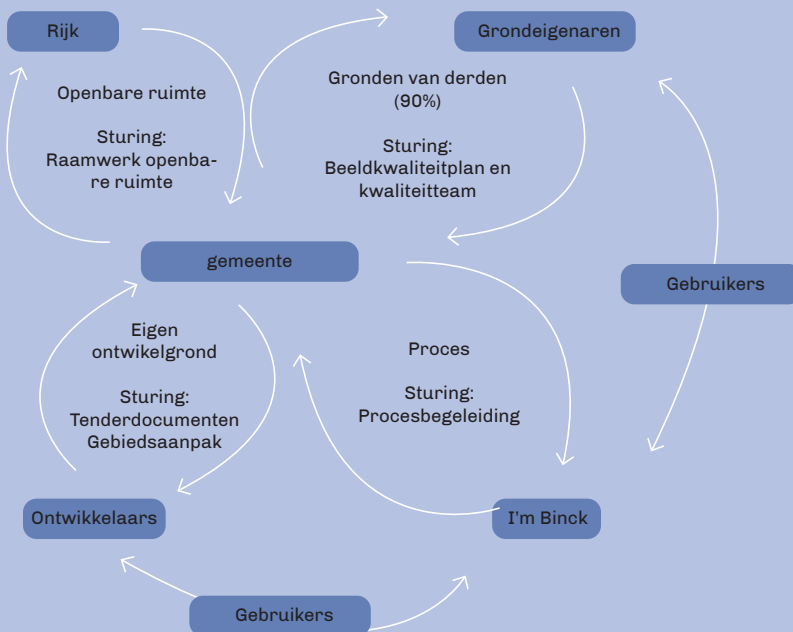 Rijk
Grondeigenaren
Openbare ruimte
Sturing:
Raamwerk openba-
re ruimte
Gronden van derden
(90%)
Sturing:
Beeldkwaliteitplan en
kwaliteitteam
gemeente
Gebruikers
Eigen
ontwikelgrond
Sturing:
Tenderdocumenten
Gebiedsaanpak
Proces
Sturing:
Procesbegeleiding
Ontwikkelaars
I'm Binck
Gebruikers